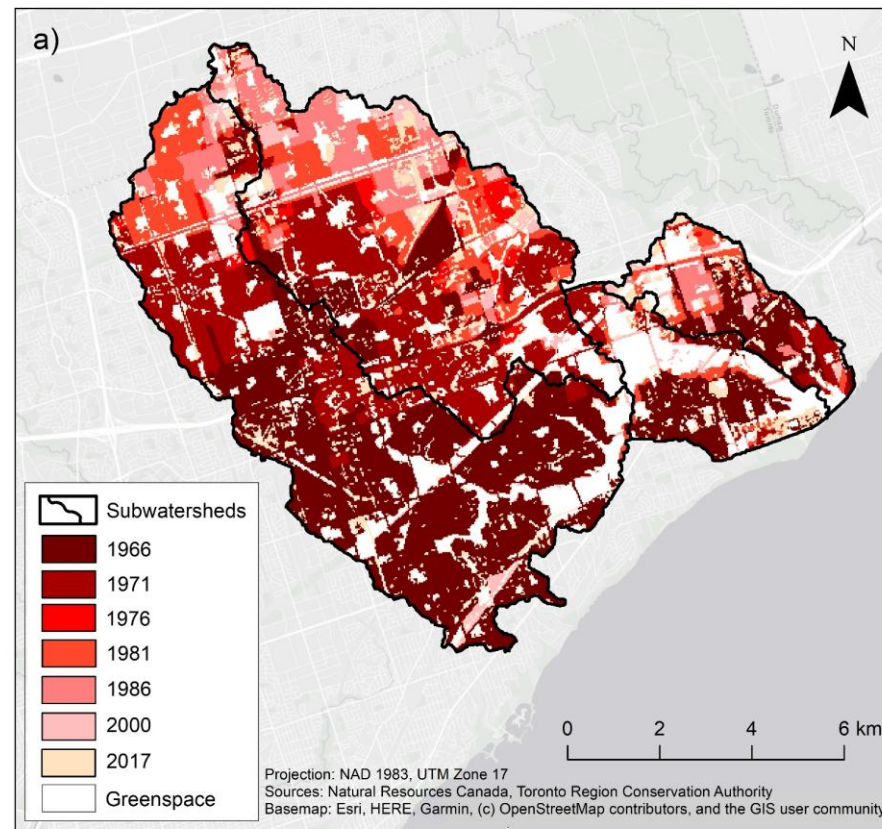 a)
N
Subwatersheds
1966
1971
1976
1981
1986
2000
2017
Greenspace
0 2 4 6 km
Projection: NAD 1983, UTM Zone 17
Sources: Natural Resources Canada, Toronto Region Conservation Authority
Basemap: Esri, HERE, Garmin, (c) OpenStreetMap contributors, and the GIS user community